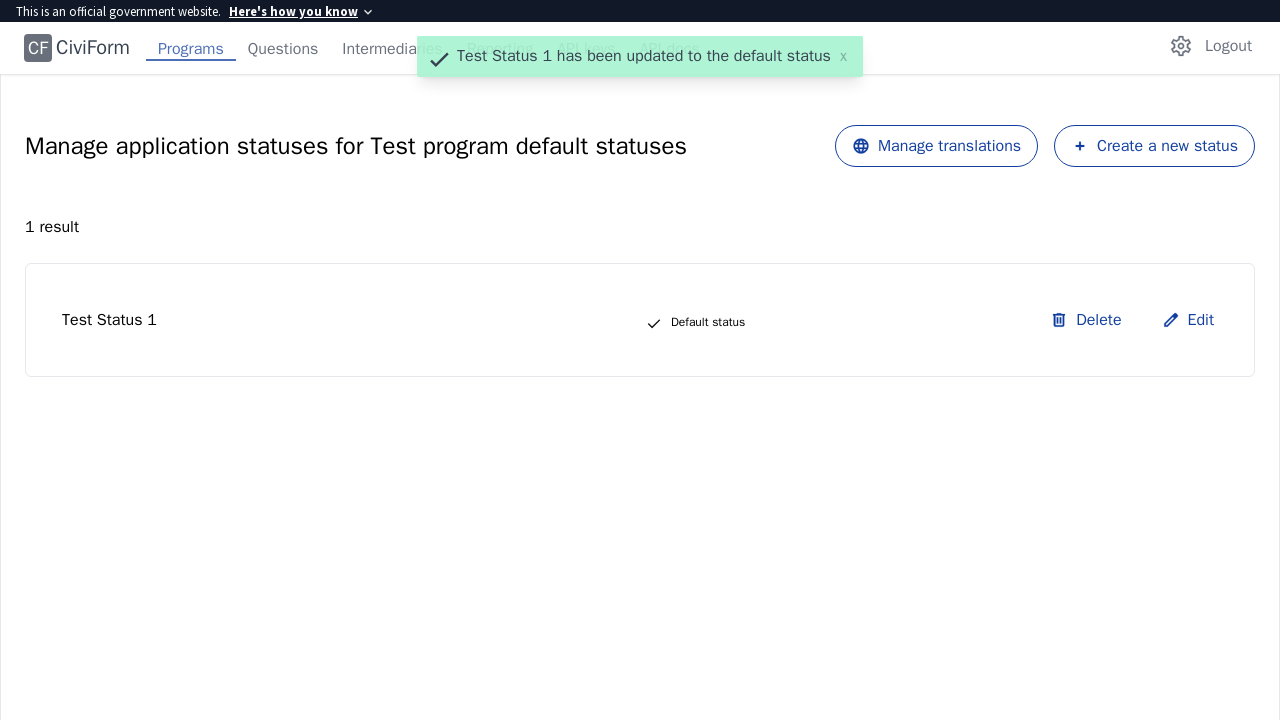 This is an official government website. Here's how you know
CF CiviForm Programs Questions Intermediaries Logout
Test Status 1 has been updated to the default status x
Manage application statuses for Test program default statuses
Manage translations
Create a new status
1 result
Test Status 1
Default status
Delete
Edit